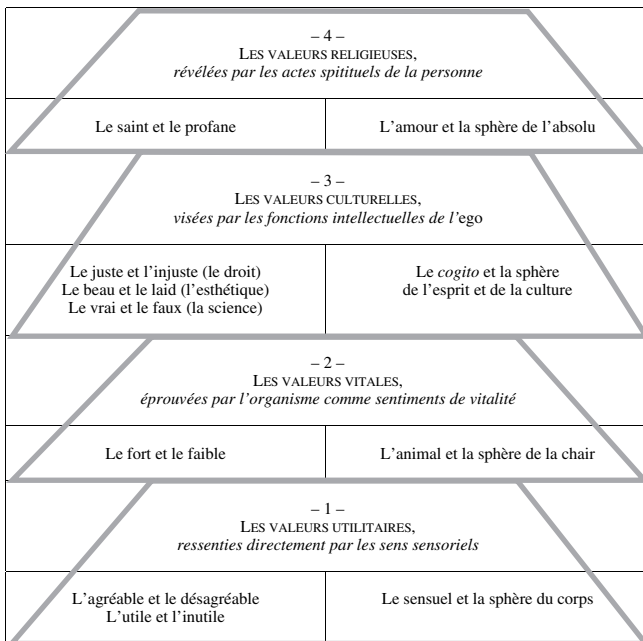 – 4 –
LES VALEURS RELIGIEUSES,
révélées par les actes spitituels de la personne
Le saint et le profane
L'amour et la sphère de l'absolu
– 3 –
LES VALEURS CULTURELLES,
visées par les fonctions intellectuelles de l'ego
Le juste et l'injuste (le droit)
Le beau et le laid (l'esthétique)
Le vrai et le faux (la science)
Le cogito et la sphère
de l'esprit et de la culture
– 2 –
LES VALEURS VITALES,
éprouvées par l'organisme comme sentiments de vitalité
Le fort et le faible
L'animal et la sphère de la chair
– 1 –
LES VALEURS UTILITAIRES,
ressenties directement par les sens sensoriels
L'agréable et le désagréable
L'utile et l'inutile
Le sensuel et la sphère du corps